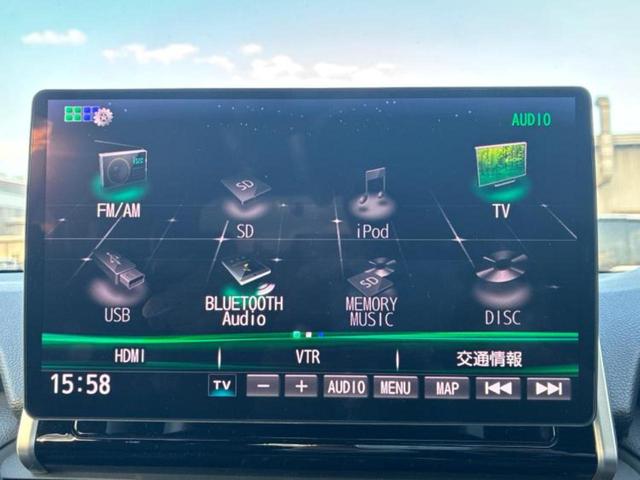 AUDIO
FM/AM
SD
iPod
TV
USB
BLUETOOTH
Audio
MEMORY
MUSIC
DISC
HDMI
VTR
交通情報
15:58
TV
AUDIO
MENU
MAP